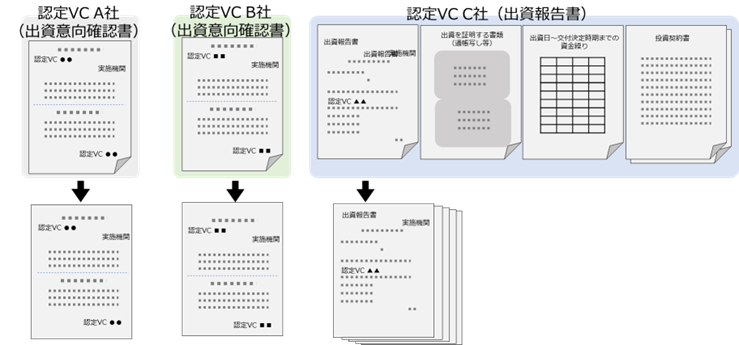 認定VC A社
（出資意向確認書）
認定VC ●●
実施機関
認定VC ●●
認定VC B社
（出資意向確認書）
認定VC ■■
実施機関
認定VC ■■
認定VC C社（出資報告書）
出資報告書
出資報告書
実施機関
認定VC ▲▲
出資を証明する書類
（通帳写し等）
出資日～交付決定時期までの
資金繰り
投資契約書
認定VC ●●
実施機関
認定VC ●●
認定VC ■■
実施機関
認定VC ■■
出資報告書
実施機関
認定VC ▲▲